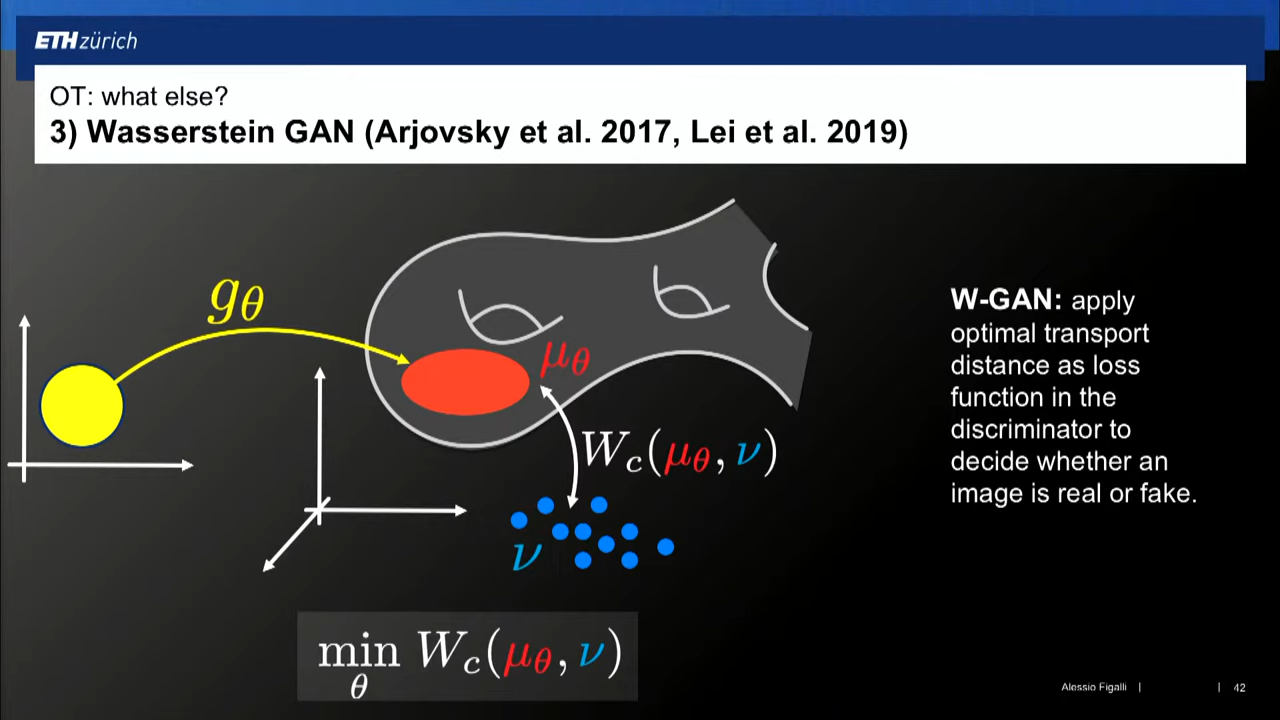 ETH zürich
OT: what else?
3) Wasserstein GAN (Arjovsky et al. 2017, Lei et al. 2019)
g_θ
μ_θ
W_c(μ_θ, ν)
ν
min_θ W_c(μ_θ, ν)
W-GAN: apply
optimal transport
distance as loss
function in the
discriminator to
decide whether an
image is real or fake.
Alessio Figalli | | 42